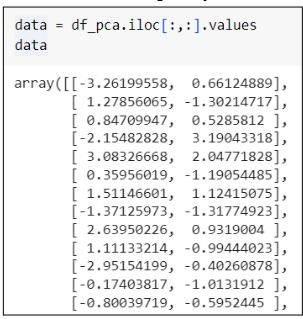 data = df_pca.iloc[:,:].values
data
array([[-3.26199558, 0.66124889],
[ 1.27856065, -1.30214717],
[ 0.84709947, 0.5285812 ],
[-2.15482828, 3.19043318],
[ 3.08326668, 2.04771828],
[ 0.35956019, -1.19054485],
[ 1.51146601, 1.12415075],
[-1.37125973, -1.31774923],
[ 2.63950226, 0.9319004 ],
[ 1.11133214, -0.99444023],
[-2.95154199, -0.40260878],
[-0.17403817, -1.0131912 ],
[-0.80039719, -0.5952445 ],